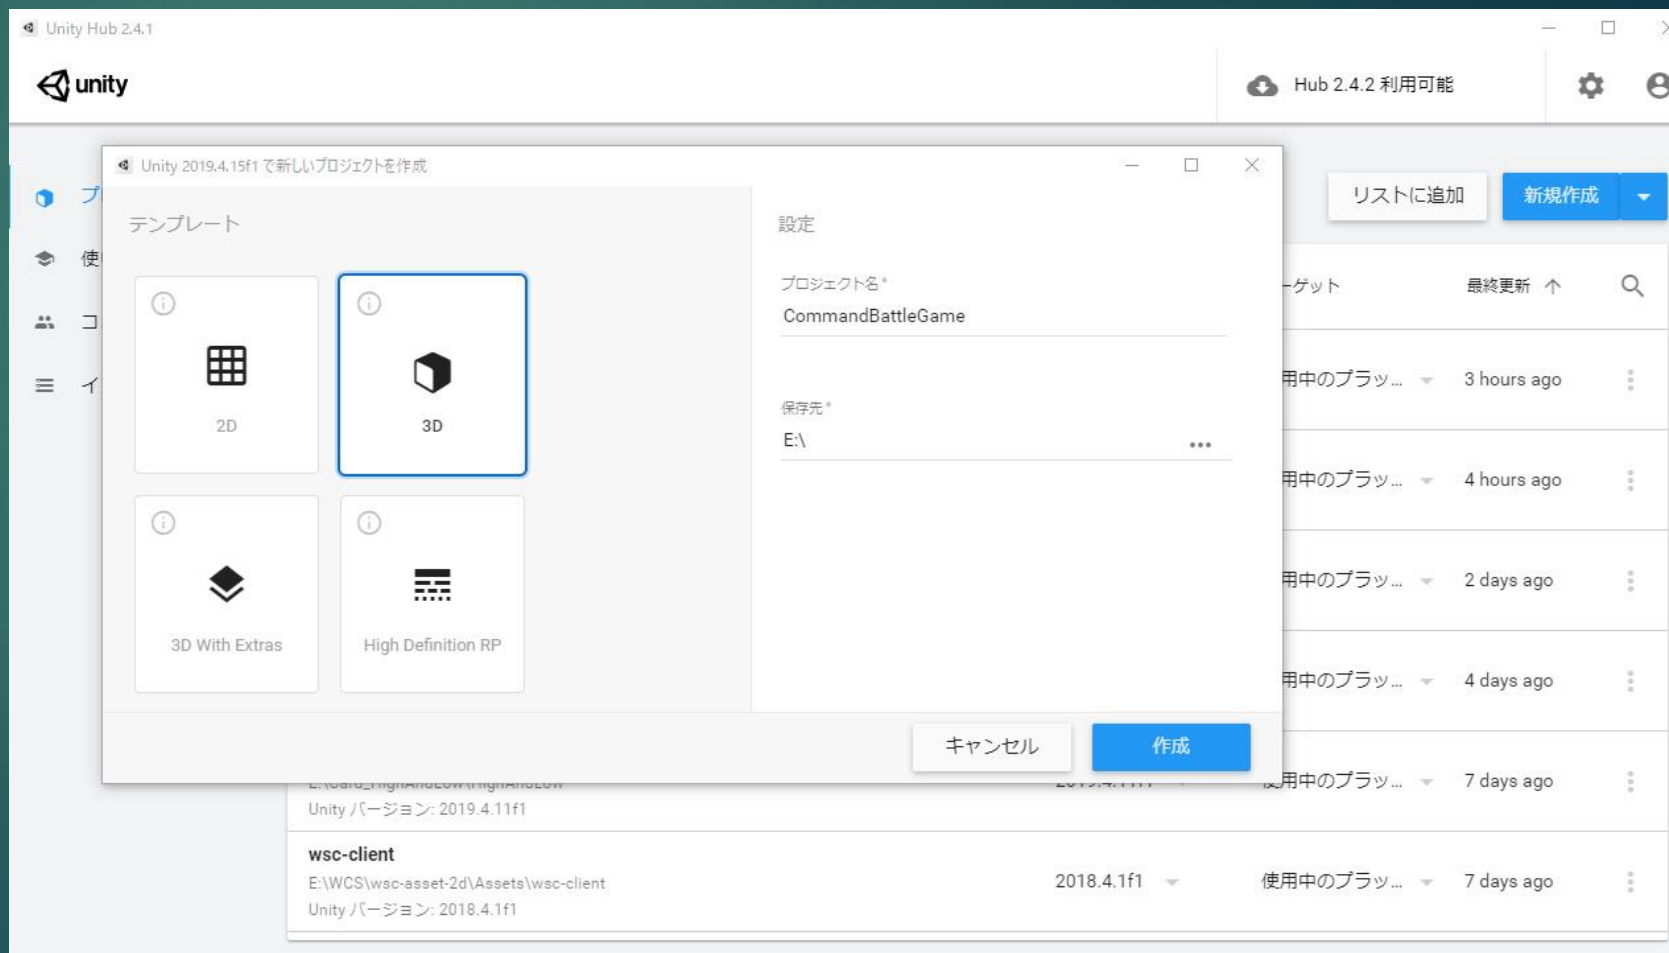 Unity Hub 2.4.1
unity
Hub 2.4.2 利用可能
Unity 2019.4.15f1 で新しいプロジェクトを作成
テンプレート
設定
2D
3D
3D With Extras
High Definition RP
プロジェクト名*
CommandBattleGame
保存先*
E:\
キャンセル
作成
リストに追加
新規作成
ーゲット
最終更新
用中のプラッ...
3 hours ago
用中のプラッ...
4 hours ago
用中のプラッ...
2 days ago
用中のプラッ...
4 days ago
E:\Card_HighAndLow\HighAndLow
Unity バージョン: 2019.4.11f1
2019.4.11f1
使用中のプラッ...
7 days ago
wsc-client
E:\WCS\wsc-asset-2d\Assets\wsc-client
Unity バージョン: 2018.4.1f1
2018.4.1f1
使用中のプラッ...
7 days ago